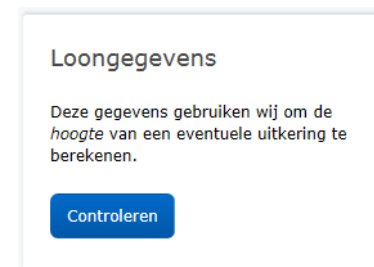 Loongegevens
Deze gegevens gebruiken wij om de
hoogte van een eventuele uitkering te
berekenen.
Controleren